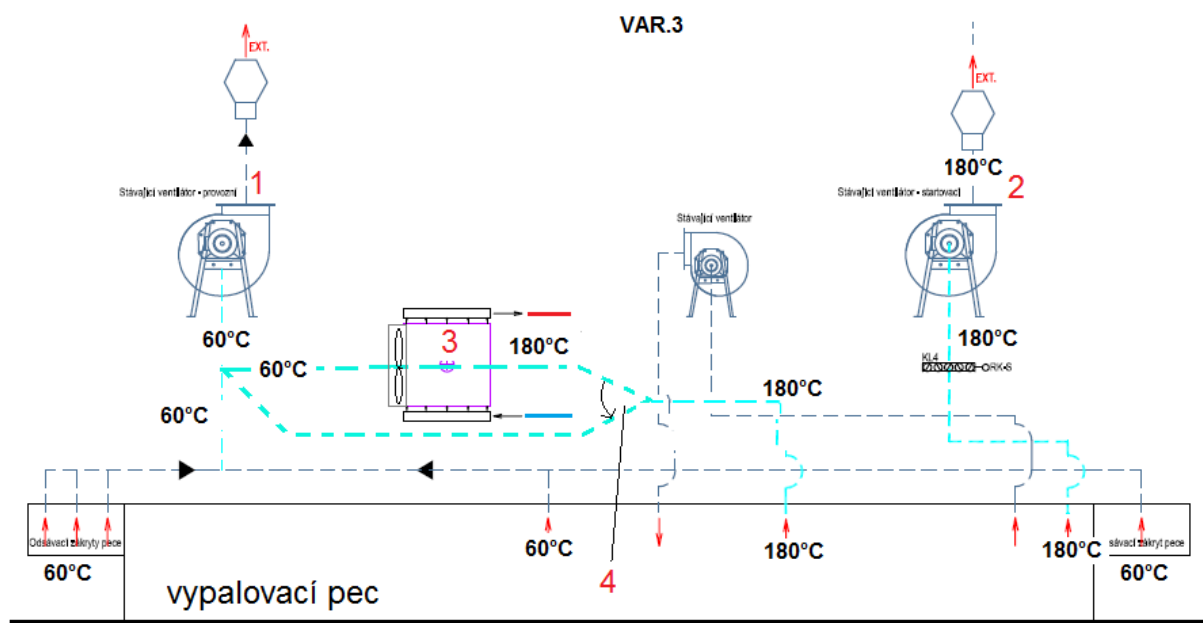 VAR.3
EXT.
EXT.
180°C
Stávající ventilátor - provozní
1
Stávající ventilátor - startovací
2
Stávající ventilátor
60°C
180°C
3
180°C
KL4
RK-S
60°C
180°C
60°C
Odsávací zákryty pece
60°C
60°C
4
180°C
180°C
sávací zákryt pece
60°C
vypalovací pec